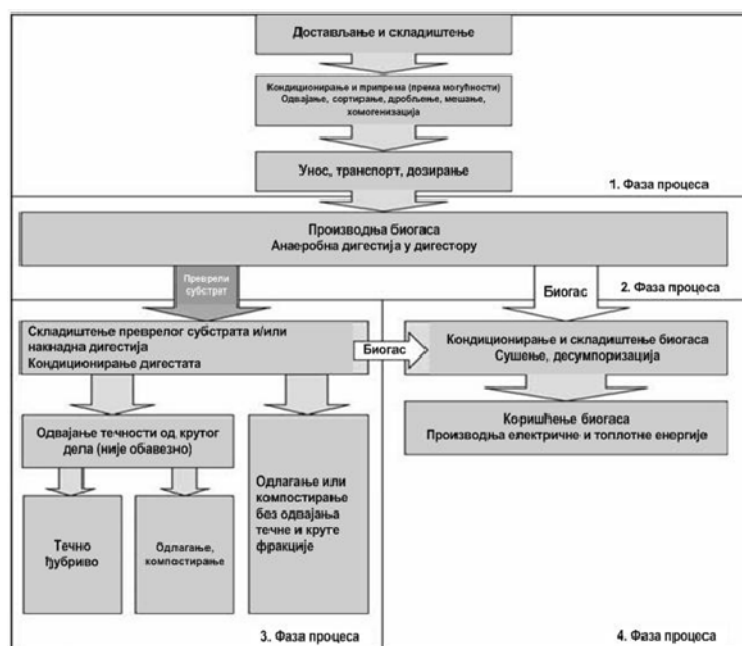 Достављање и складиштење
Кондиционирање и припрема (према могућности)
Одвајање, сортирање, дробљење, мешање,
хомогенизација
Унос, транспорт, дозирање
1. Фаза процеса
Производња биогаса
Анаеробна дигестија у дигестору
Преврели
субстрат
Биогас
2. Фаза процеса
Складиштење преврелог субстрата и/или
накнадна дигестија
Кондиционирање дигестата
Биогас
Кондиционирање и складиштење биогаса
Сушење, десумпоризација
Коришћење биогаса
Производња електричне и топлотне енергије
Одвајање течности од крутог
дела (није обавезно)
Одлагање или
компостирање
без одвајања
течне и круте
фракције
Течно
ђубриво
Одлагање,
компостирање
3. Фаза процеса
4. Фаза процеса